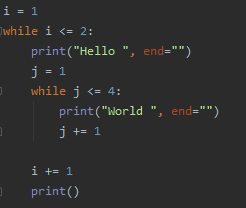 i = 1
while i <= 2:
    print("Hello ", end="")
    j = 1
    while j <= 4:
        print("World ", end="")
        j += 1

    i += 1
    print()